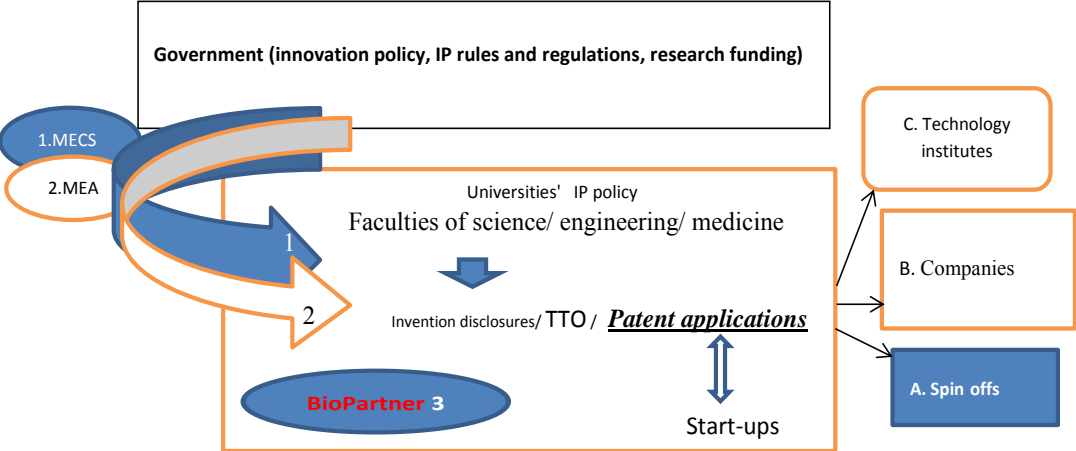 Government (innovation policy, IP rules and regulations, research funding)
1.MECS
2.MEA
C. Technology
institutes
Universities' IP policy
Faculties of science/ engineering/ medicine
1
B. Companies
2
Invention disclosures/ TTO / Patent applications
A. Spin offs
BioPartner 3
Start-ups